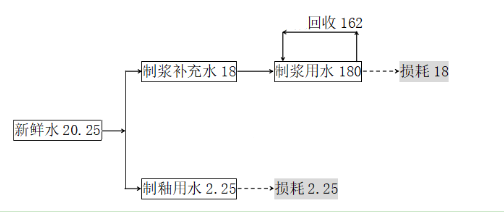 回收 162
制浆补充水 18
制浆用水 180
损耗 18
新鲜水 20.25
制釉用水 2.25
损耗 2.25